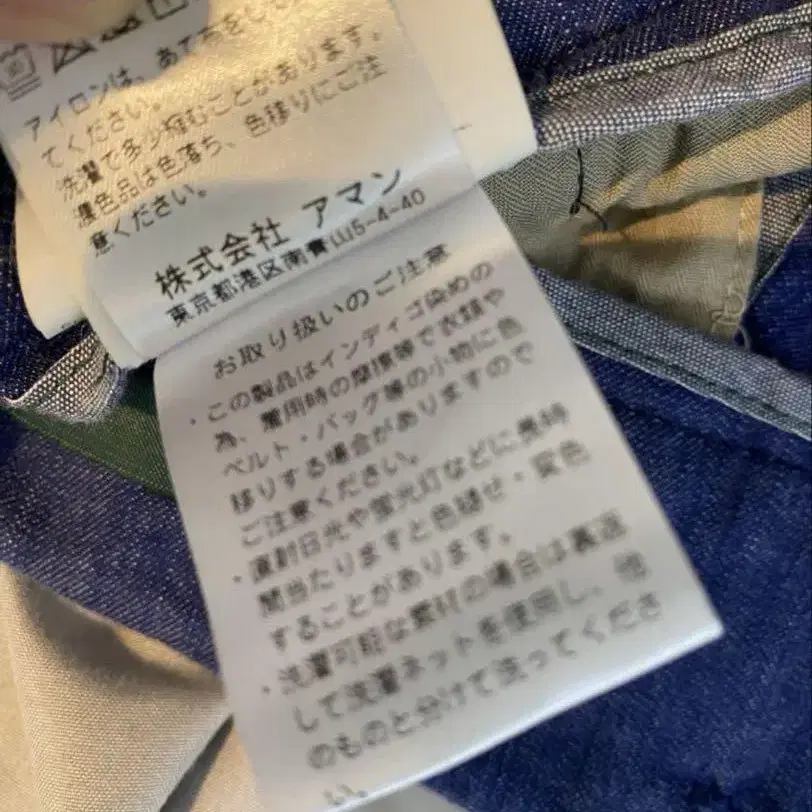 アイロンは、あて布をし
てください。
洗濯で多少縮むことがあります。
濃色品は色落ち、色移りにご注
意ください。
株式会社 アマン
東京都港区南青山5-4-40
お取り扱いのご注意
・この製品はインディゴ染めの
為、着用時の摩擦等で衣類や
ベルト・バッグ等の小物に色
移りする場合がありますので
ご注意ください。
・直射日光や蛍光灯などに長時
間当たりますと色褪せ・変色
することがあります。
・洗濯可能な素材の場合は裏返
して洗濯ネットを使用し、他
のものと分けて洗ってくださ
い。